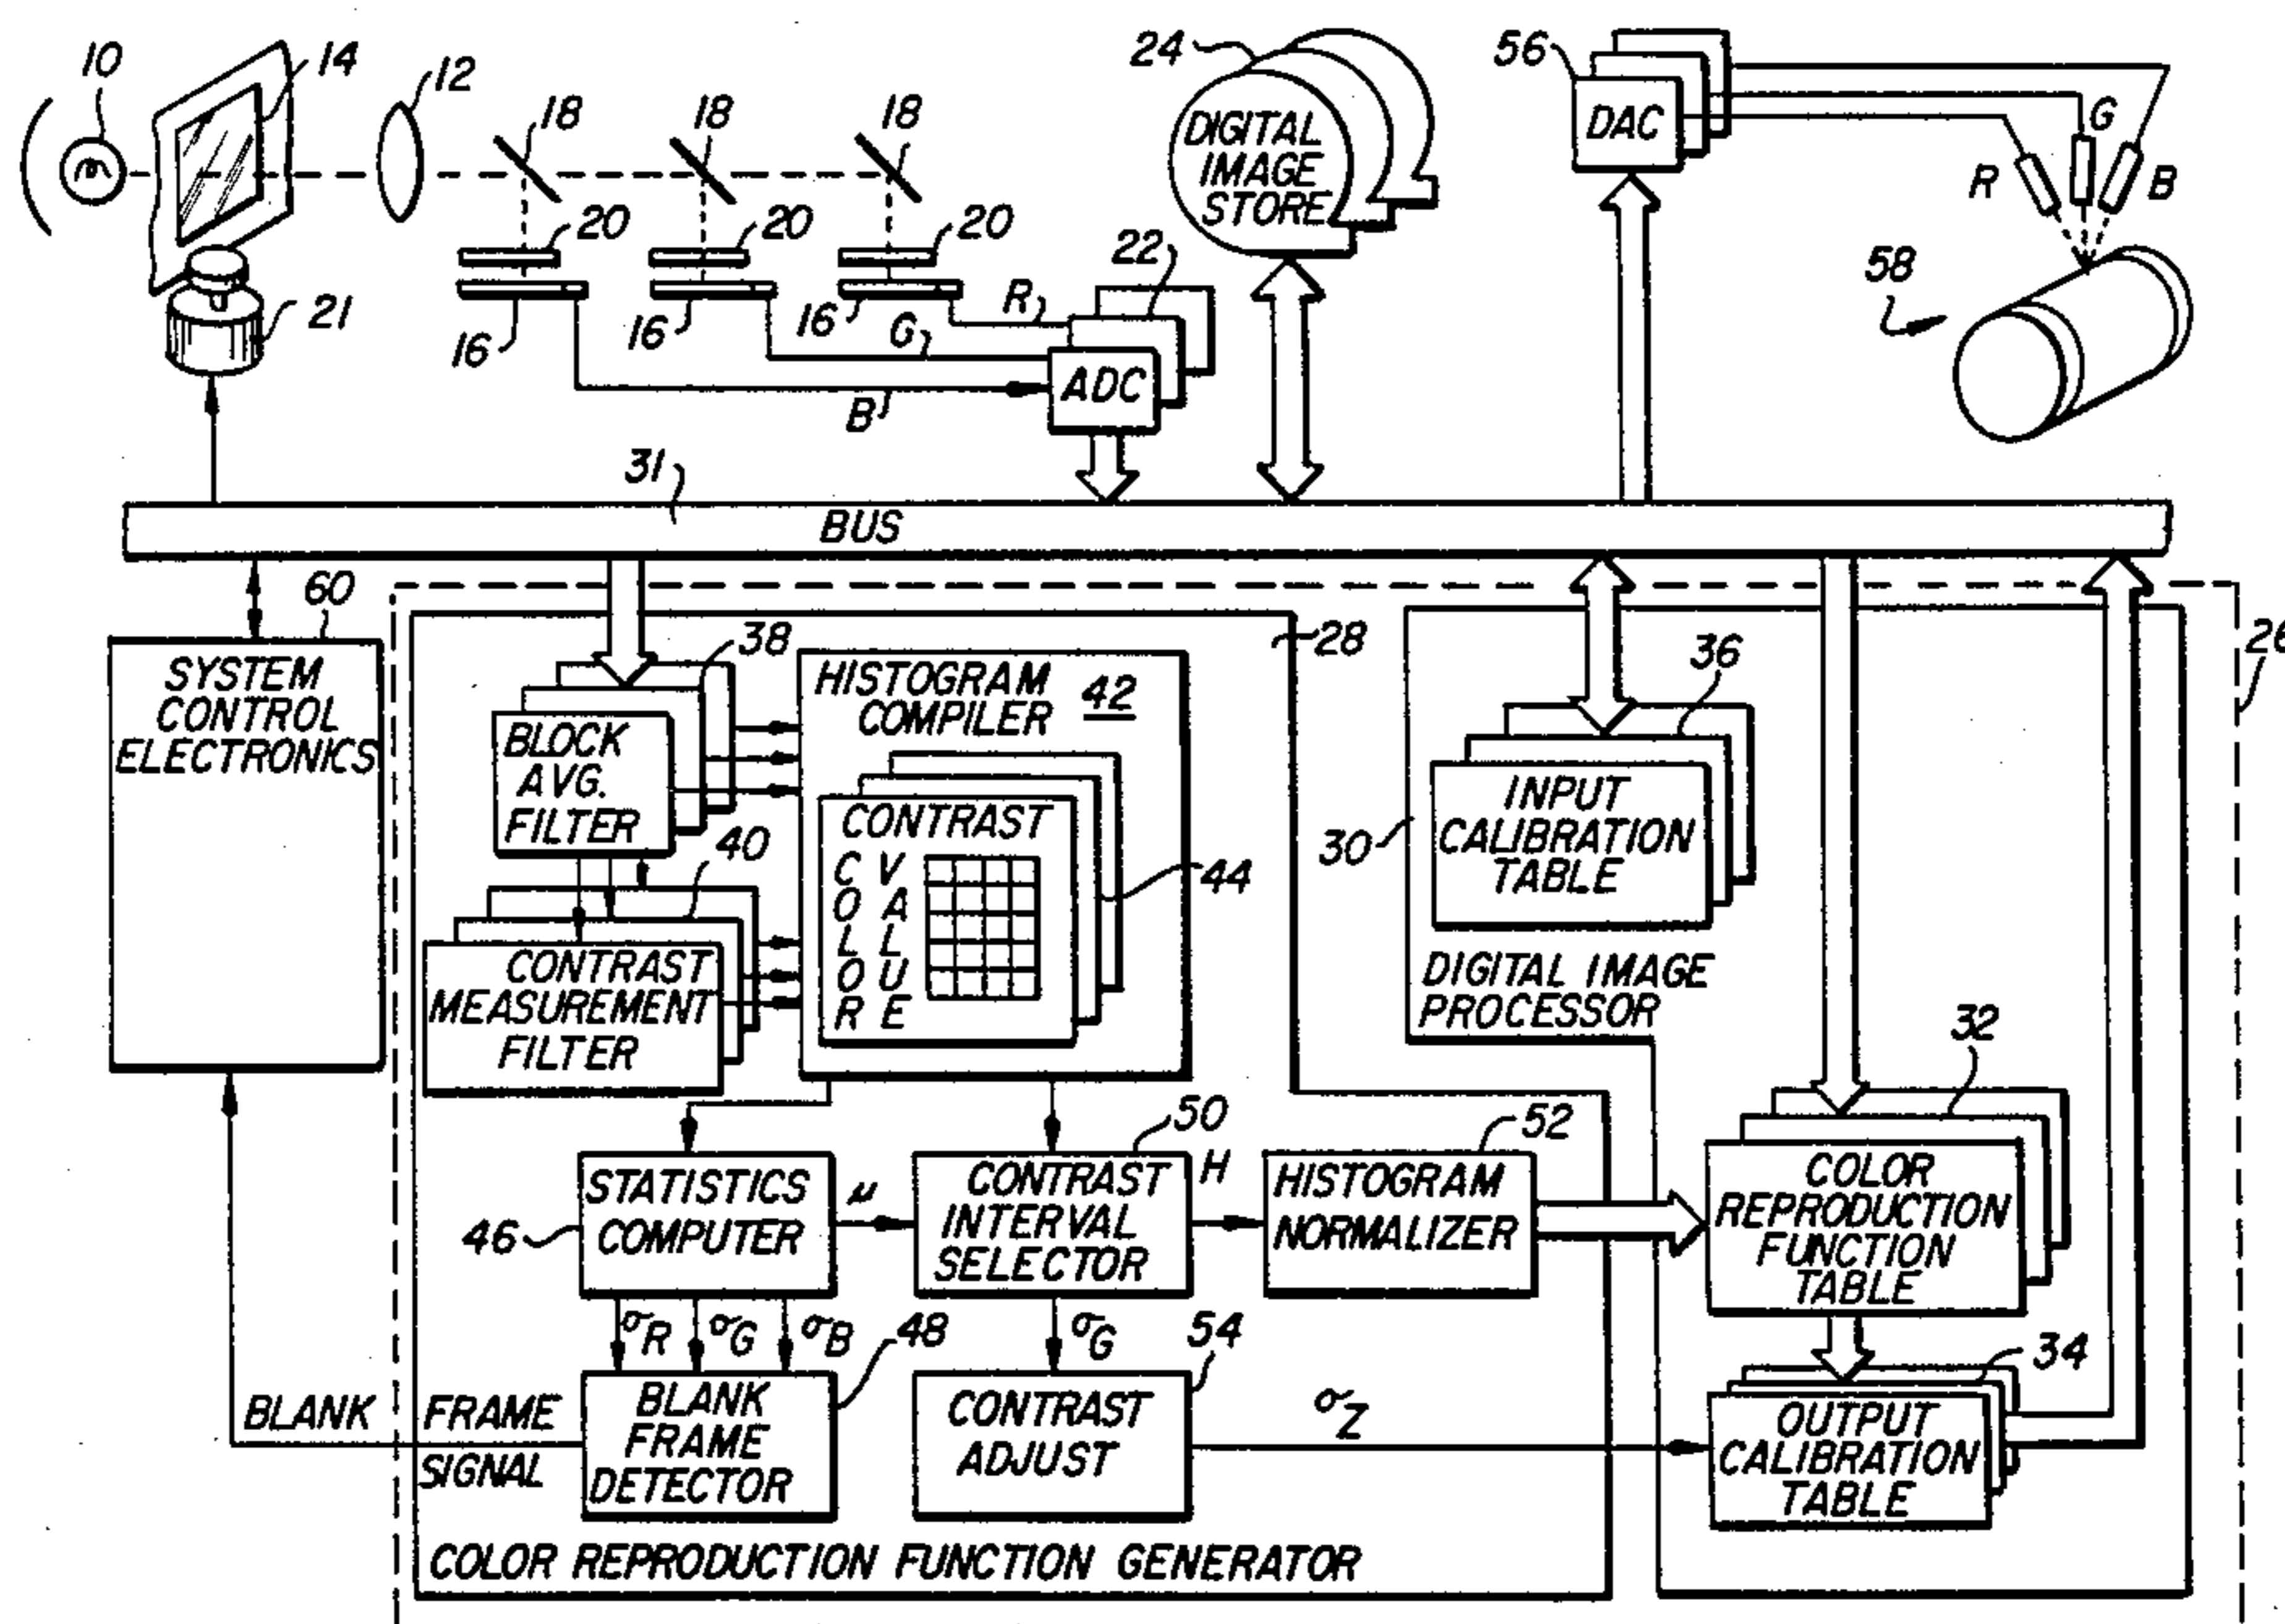 10
14
12
18
18
18
20
20
20
21
16
16
16
R
G
B
22
ADC
24
DIGITAL
IMAGE
STORE
56
DAC
R
G
B
58
31
BUS
60
SYSTEM
CONTROL
ELECTRONICS
28
26
38
BLOCK
AVG.
FILTER
40
CONTRAST
MEASUREMENT
FILTER
HISTOGRAM
COMPILER
42
CONTRAST
COLOR
VALUE
44
36
INPUT
CALIBRATION
TABLE
30
DIGITAL IMAGE
PROCESSOR
32
COLOR
REPRODUCTION
FUNCTION
TABLE
34
OUTPUT
CALIBRATION
TABLE
46
STATISTICS
COMPUTER
μ
50
CONTRAST
INTERVAL
SELECTOR
H
52
HISTOGRAM
NORMALIZER
σR
σG
σB
48
σG
54
BLANK
FRAME
DETECTOR
CONTRAST
ADJUST
σZ
BLANK FRAME
SIGNAL
COLOR REPRODUCTION FUNCTION GENERATOR